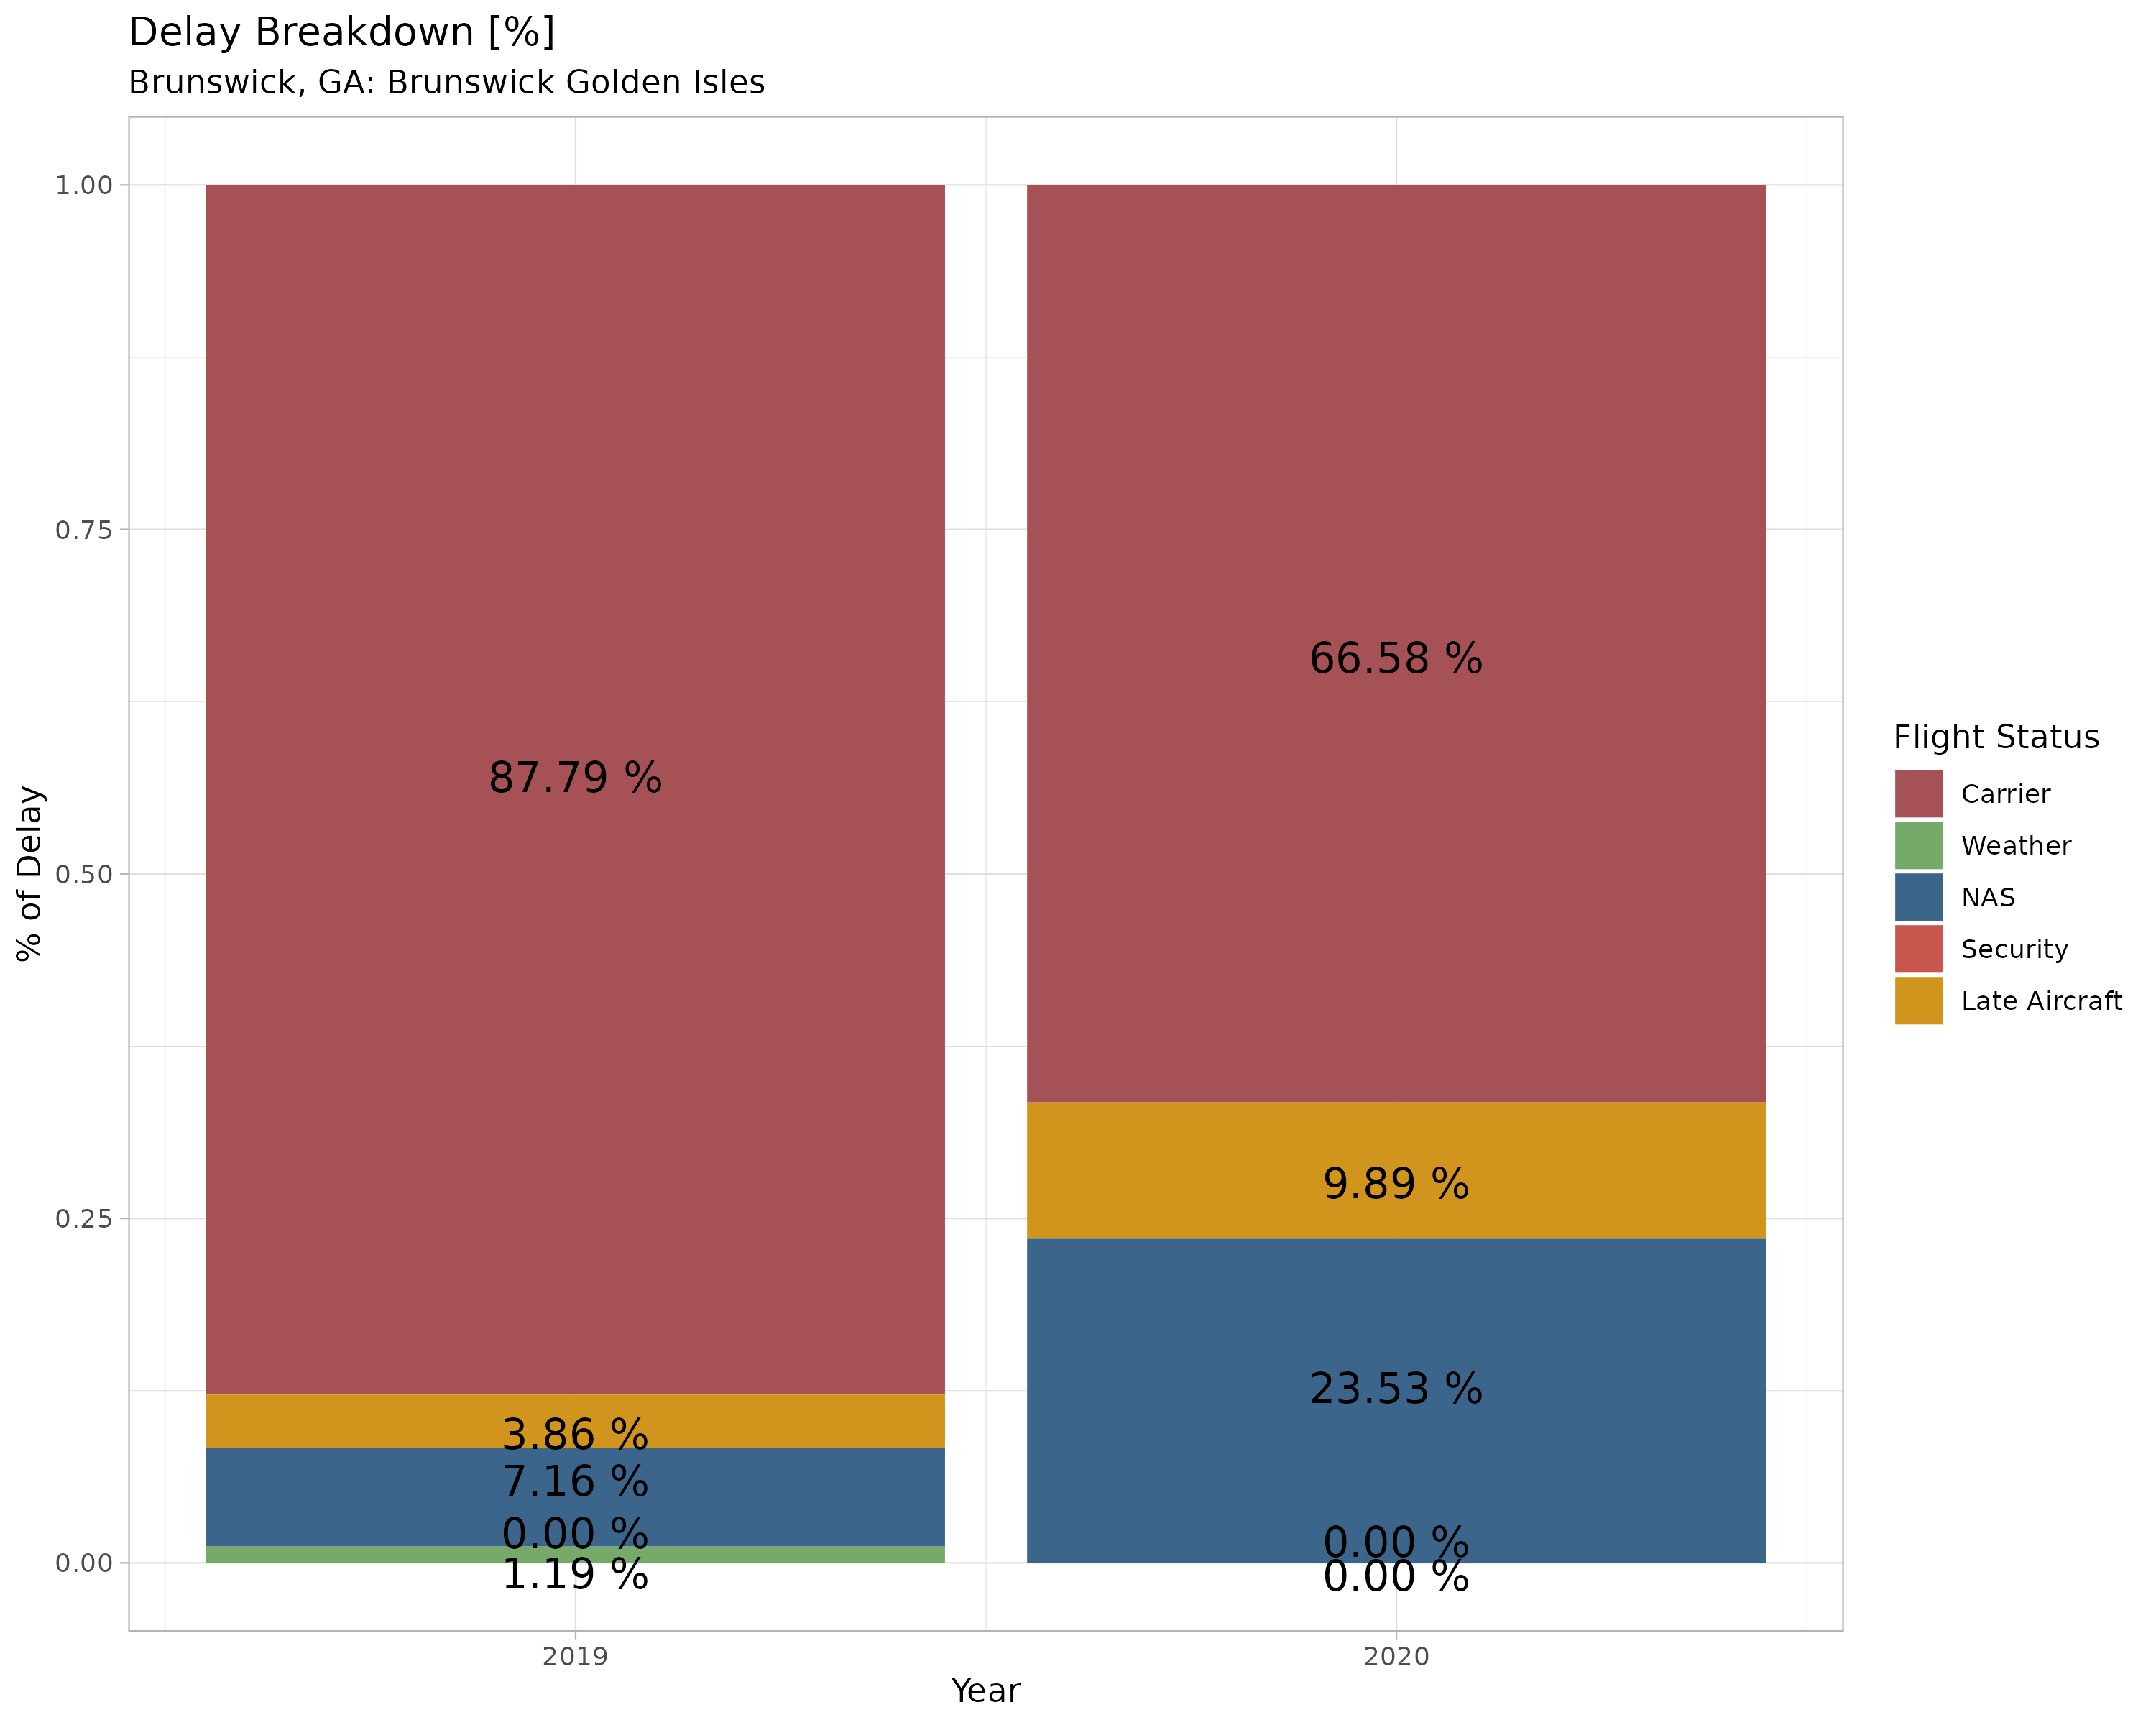 Delay Breakdown [%]
Brunswick, GA: Brunswick Golden Isles
1.00
0.75
0.50
0.25
0.00
% of Delay
87.79 %
3.86 %
7.16 %
0.00 %
1.19 %
66.58 %
9.89 %
23.53 %
0.00 %
0.00 %
2019
2020
Year
Flight Status
Carrier
Weather
NAS
Security
Late Aircraft